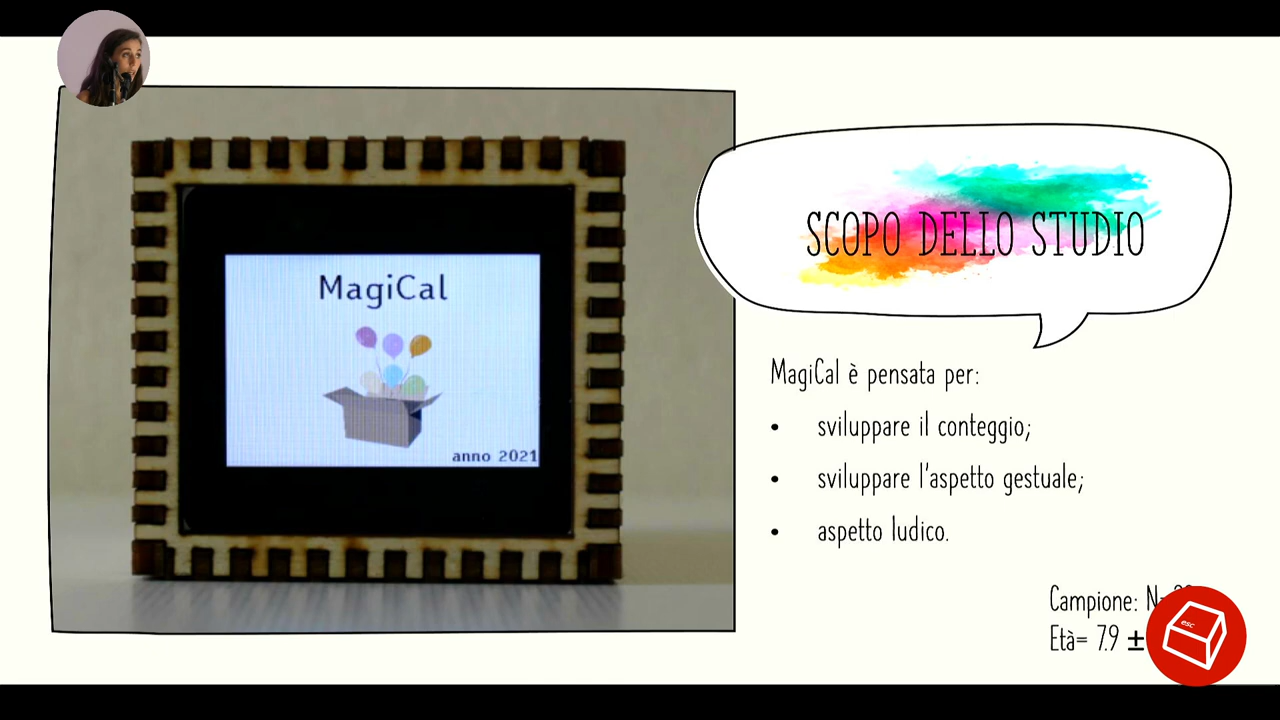 MagiCal
anno 2021
SCOPO DELLO STUDIO
MagiCal è pensata per:
• sviluppare il conteggio;
• sviluppare l'aspetto gestuale;
• aspetto ludico.
Campione:
Età= 7.9 ±
esc